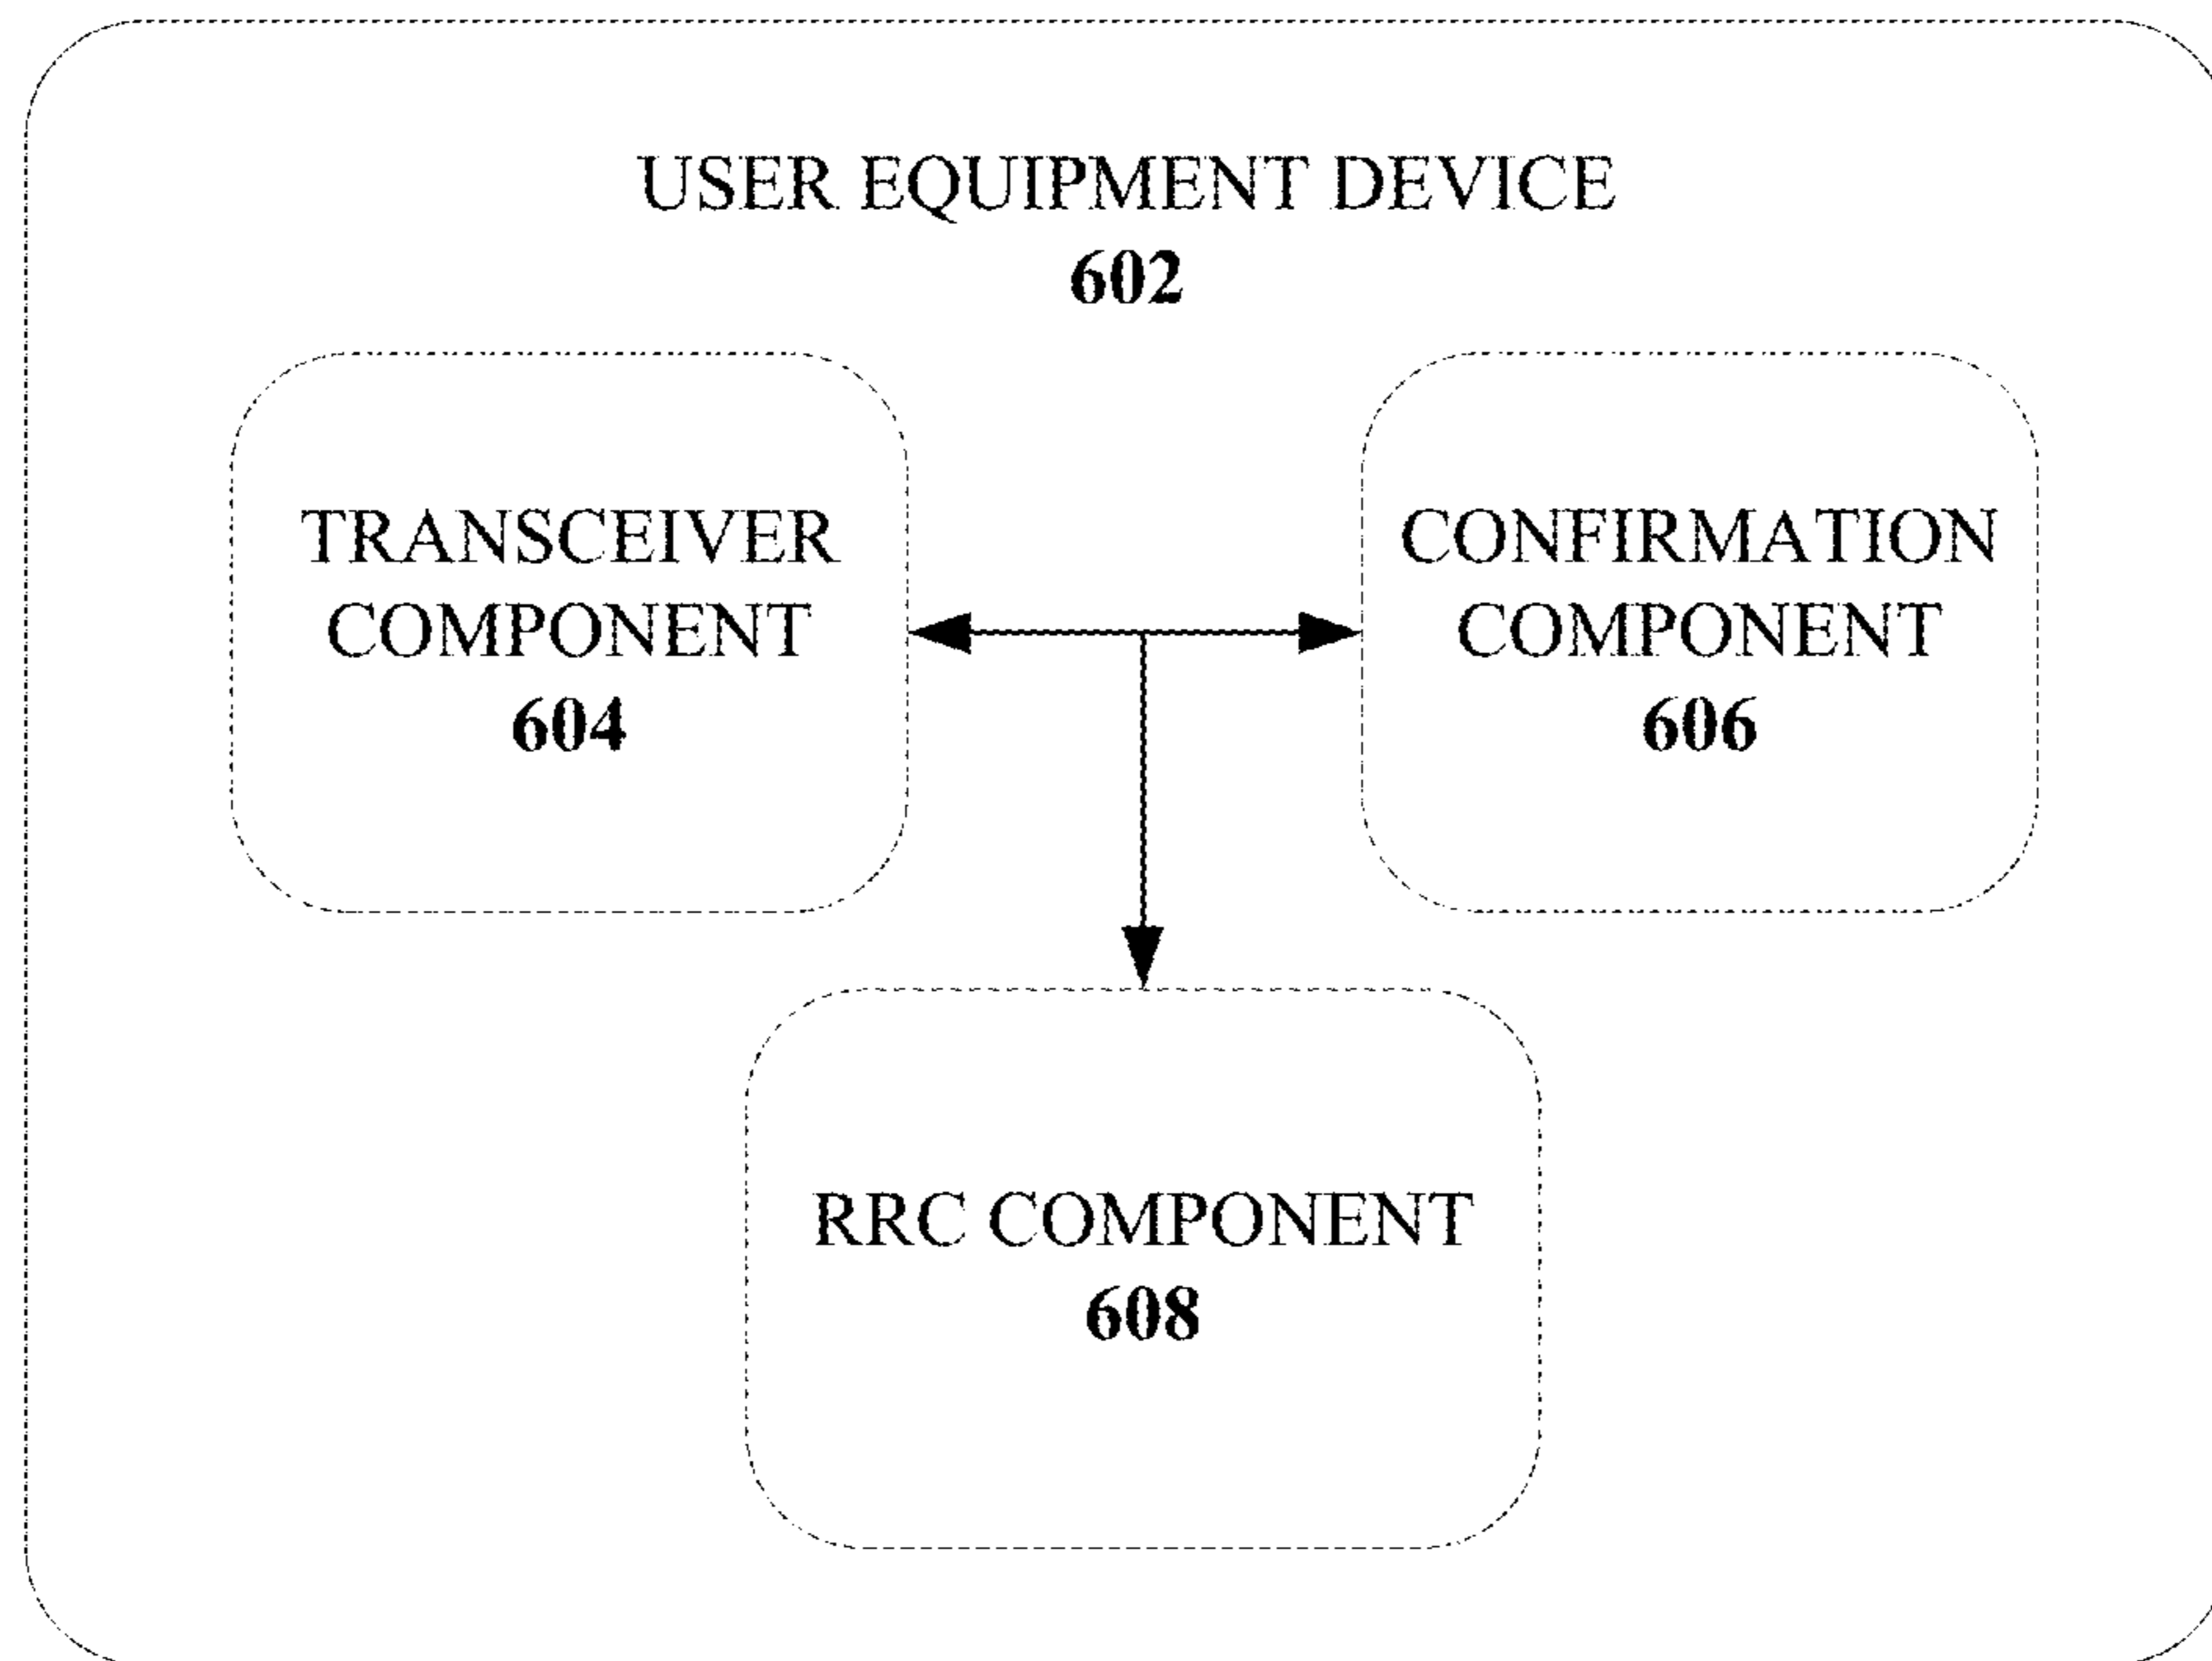 USER EQUIPMENT DEVICE
602
TRANSCEIVER
COMPONENT
604
CONFIRMATION
COMPONENT
606
RRC COMPONENT
608